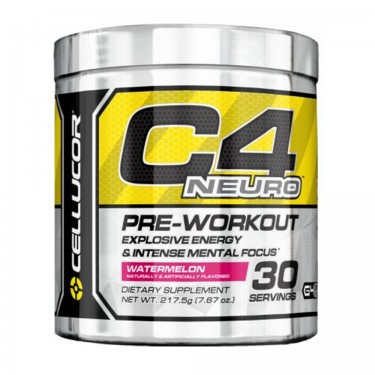 CELLUCOR®
C4
NEURO™
PRE-WORKOUT
EXPLOSIVE ENERGY
& INTENSE MENTAL FOCUS*
WATERMELON
NATURALLY & ARTIFICIALLY FLAVORED
30
SERVINGS
DIETARY SUPPLEMENT
NET WT. 217.5g (7.67 oz.)